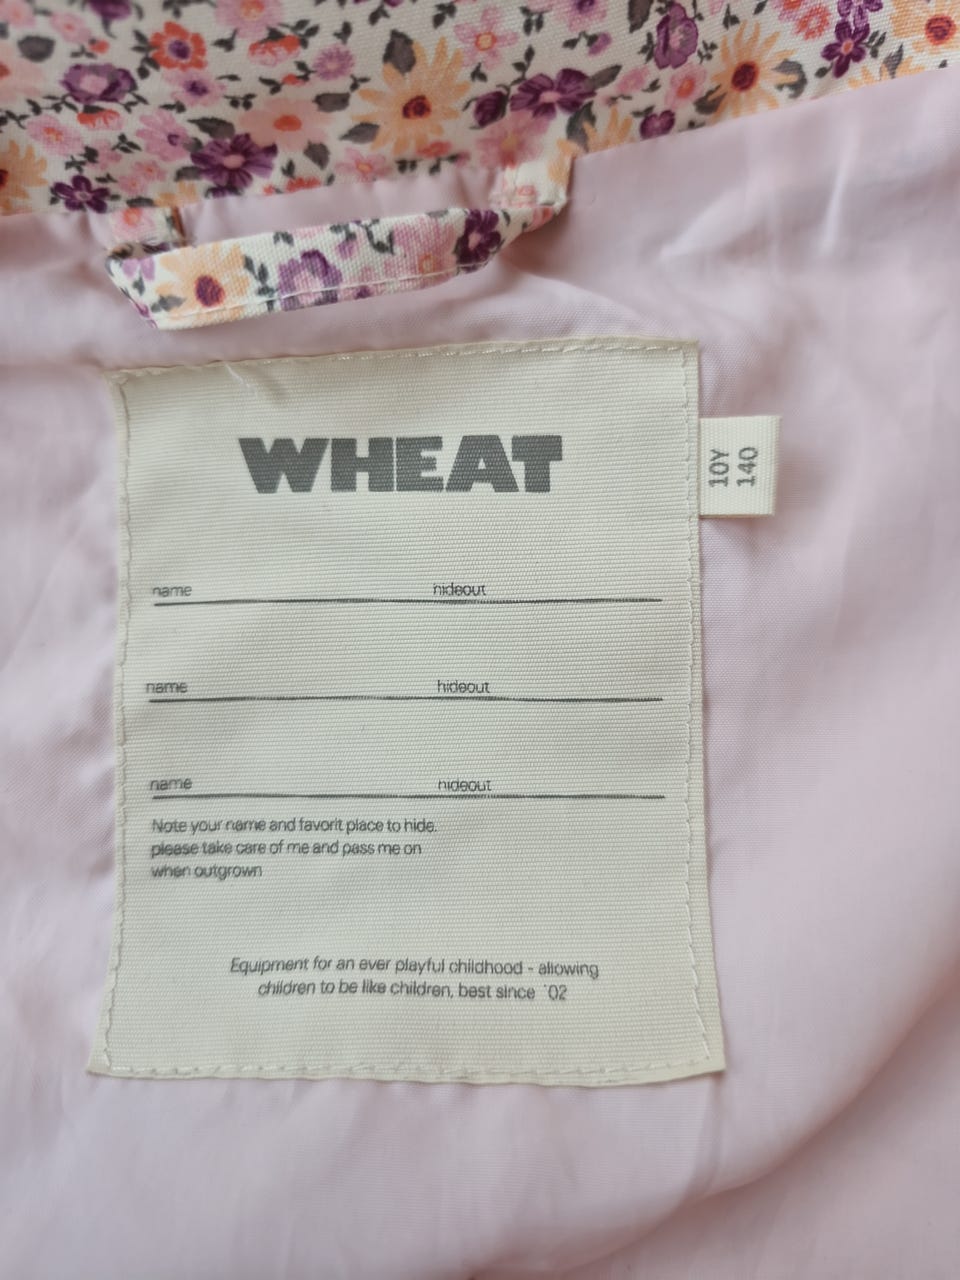 WHEAT
10Y
140
name hideout
name hideout
name hideout
Note your name and favorit place to hide.
please take care of me and pass me on
when outgrown
Equipment for an ever playful childhood - allowing
children to be like children, best since `02